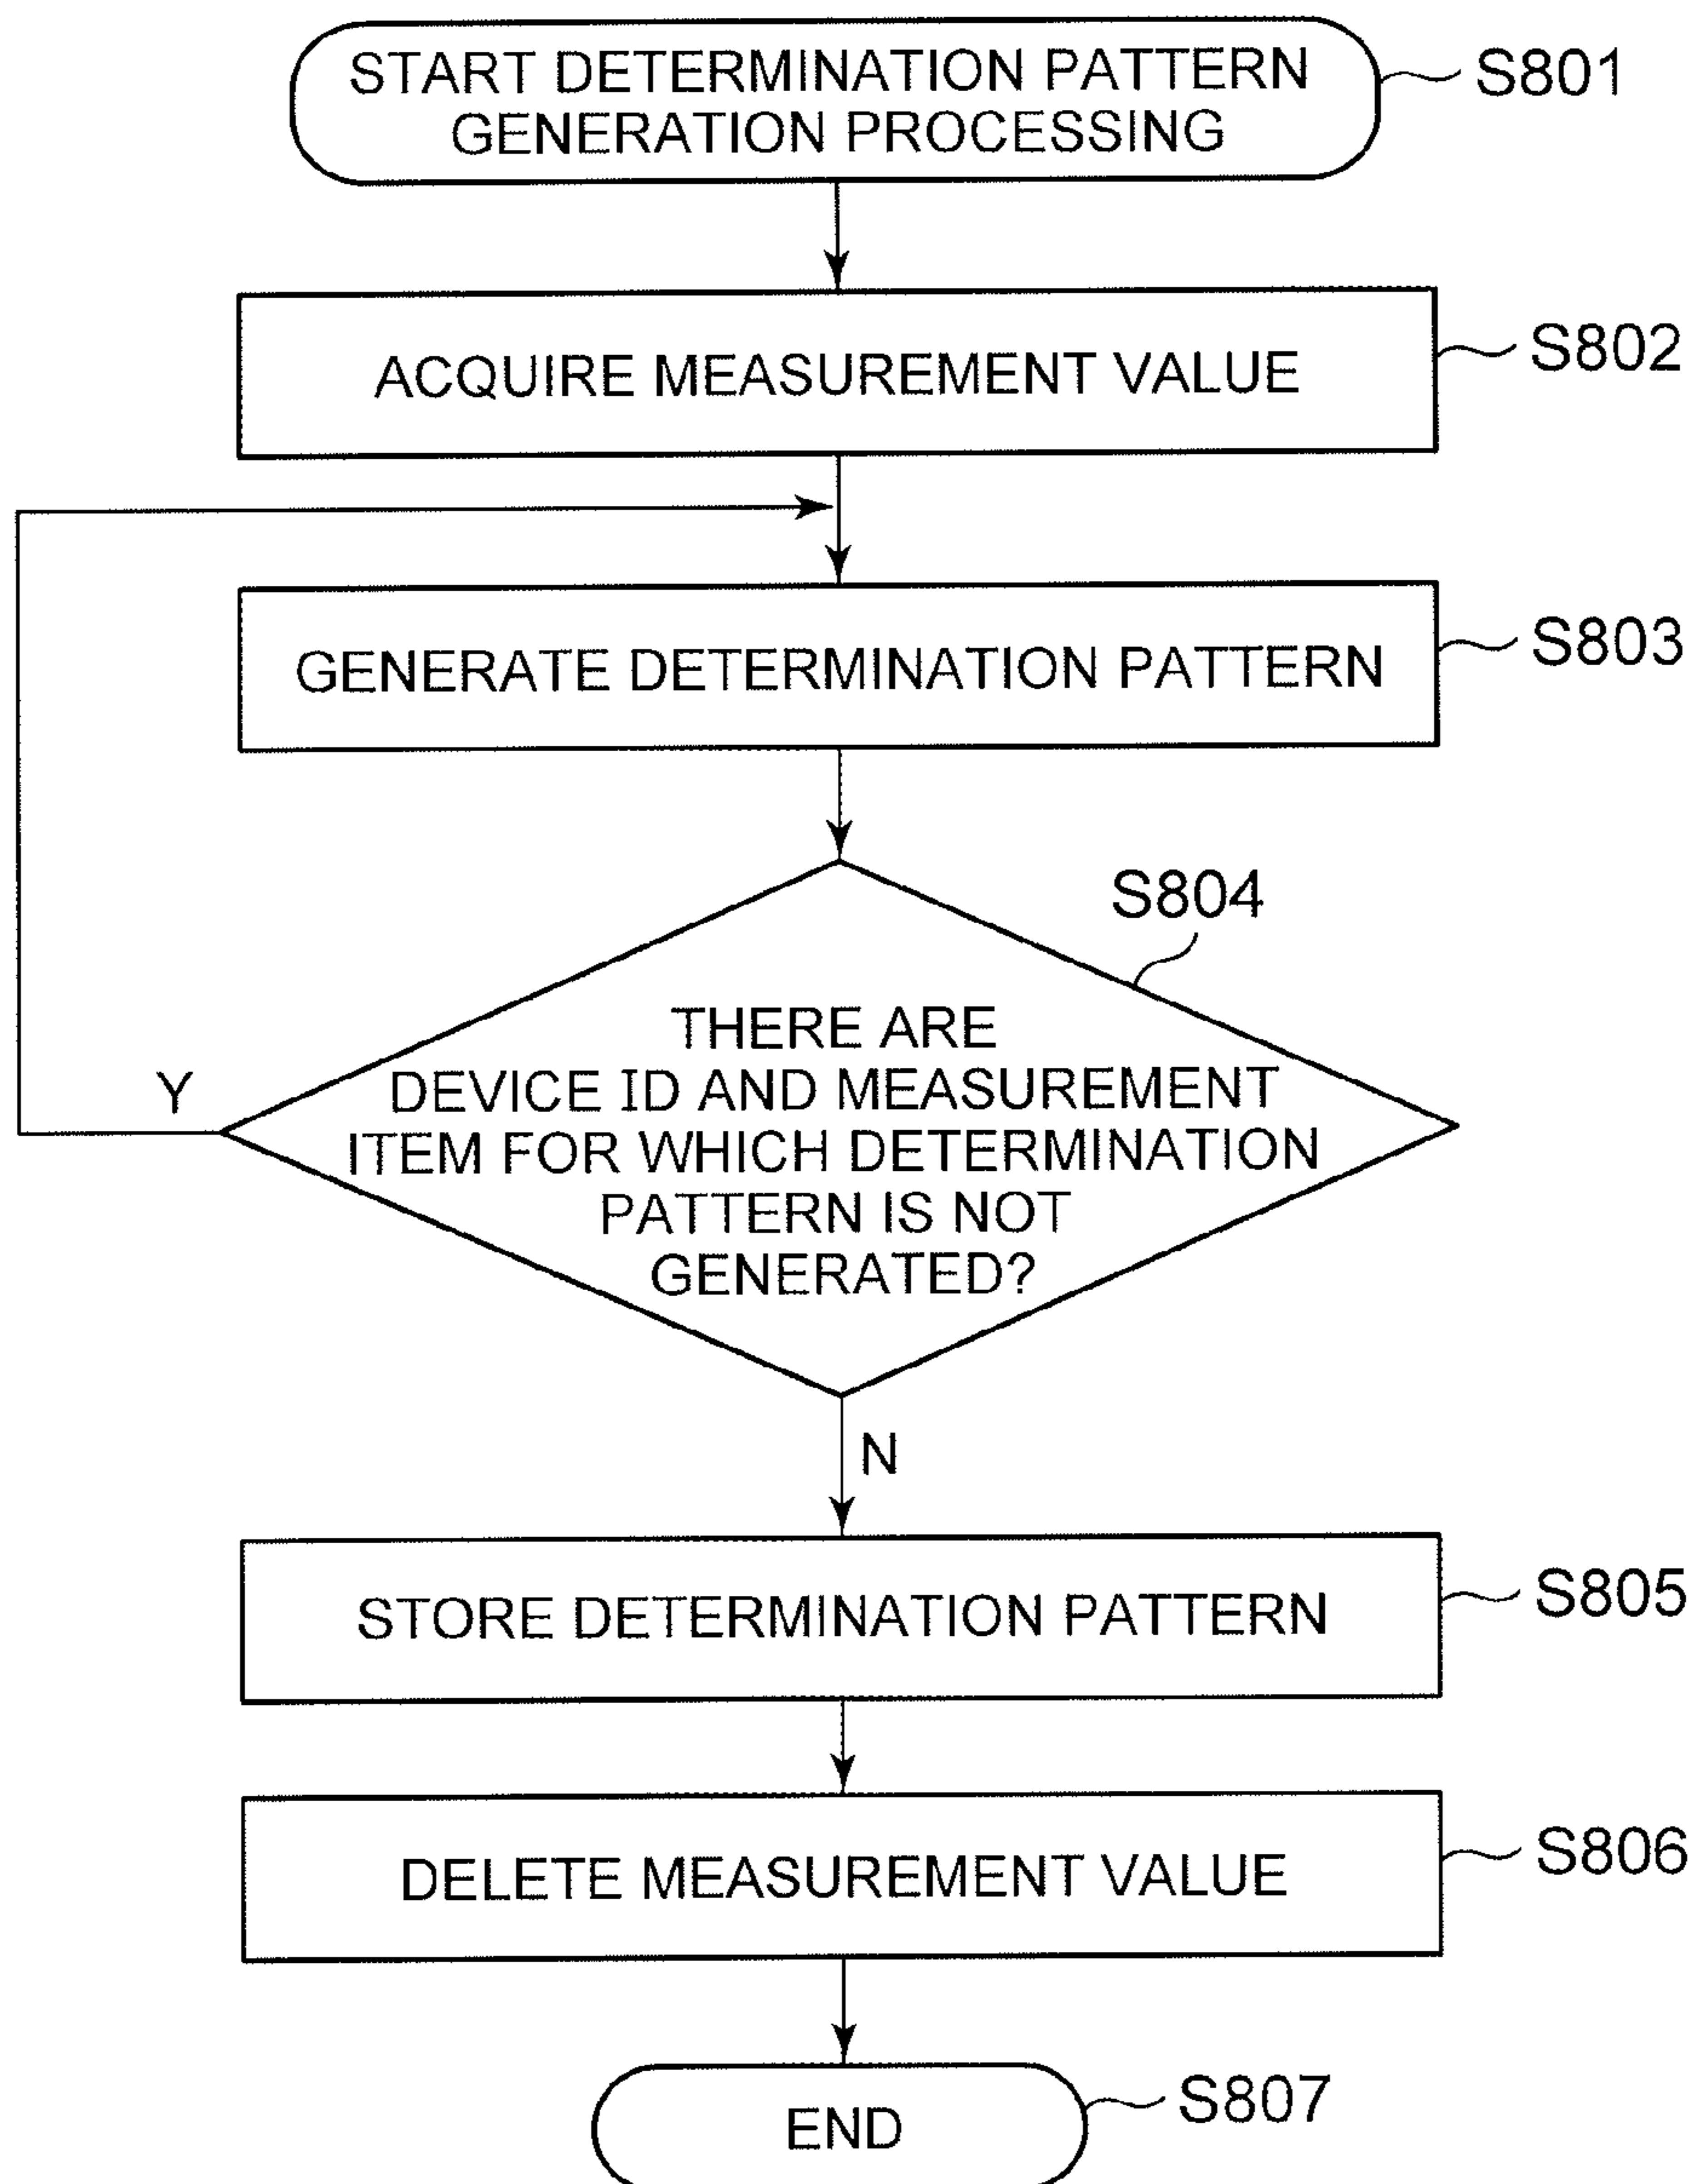 START DETERMINATION PATTERN
GENERATION PROCESSING
S801
ACQUIRE MEASUREMENT VALUE
S802
GENERATE DETERMINATION PATTERN
S803
S804
THERE ARE
DEVICE ID AND MEASUREMENT
ITEM FOR WHICH DETERMINATION
PATTERN IS NOT
GENERATED?
Y
N
STORE DETERMINATION PATTERN
S805
DELETE MEASUREMENT VALUE
S806
END
S807